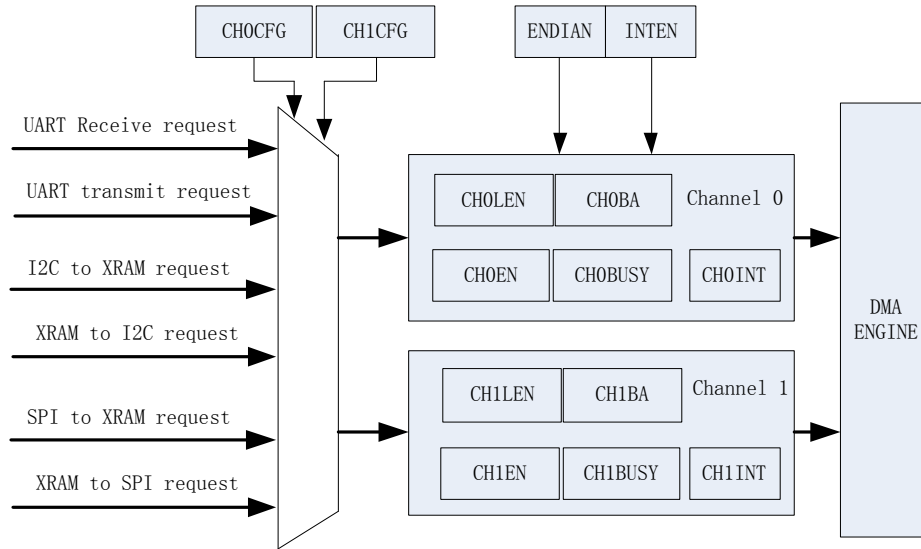 CH0CFG
CH1CFG
ENDIAN
INTEN
UART Receive request
UART transmit request
I2C to XRAM request
XRAM to I2C request
SPI to XRAM request
XRAM to SPI request
CH0LEN
CH0BA
Channel 0
CH0EN
CH0BUSY
CH0INT
CH1LEN
CH1BA
Channel 1
CH1EN
CH1BUSY
CH1INT
DMA
ENGINE